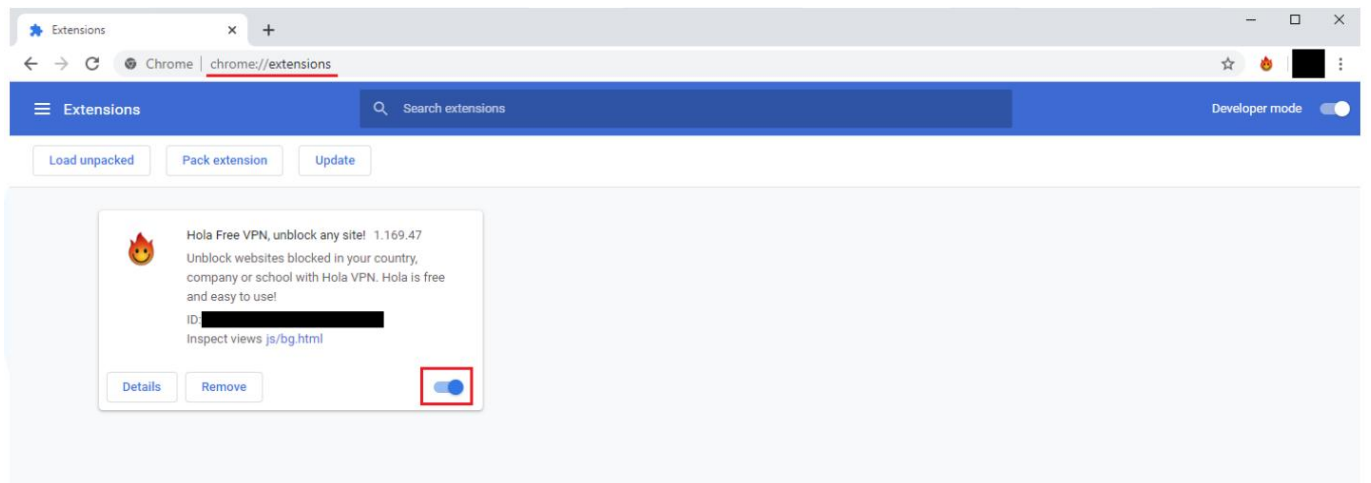 Extensions
Chrome | chrome://extensions
Extensions
Search extensions
Developer mode
Load unpacked
Pack extension
Update
Hola Free VPN, unblock any site! 1.169.47
Unblock websites blocked in your country,
company or school with Hola VPN. Hola is free
and easy to use!
ID:
Inspect views js/bg.html
Details
Remove